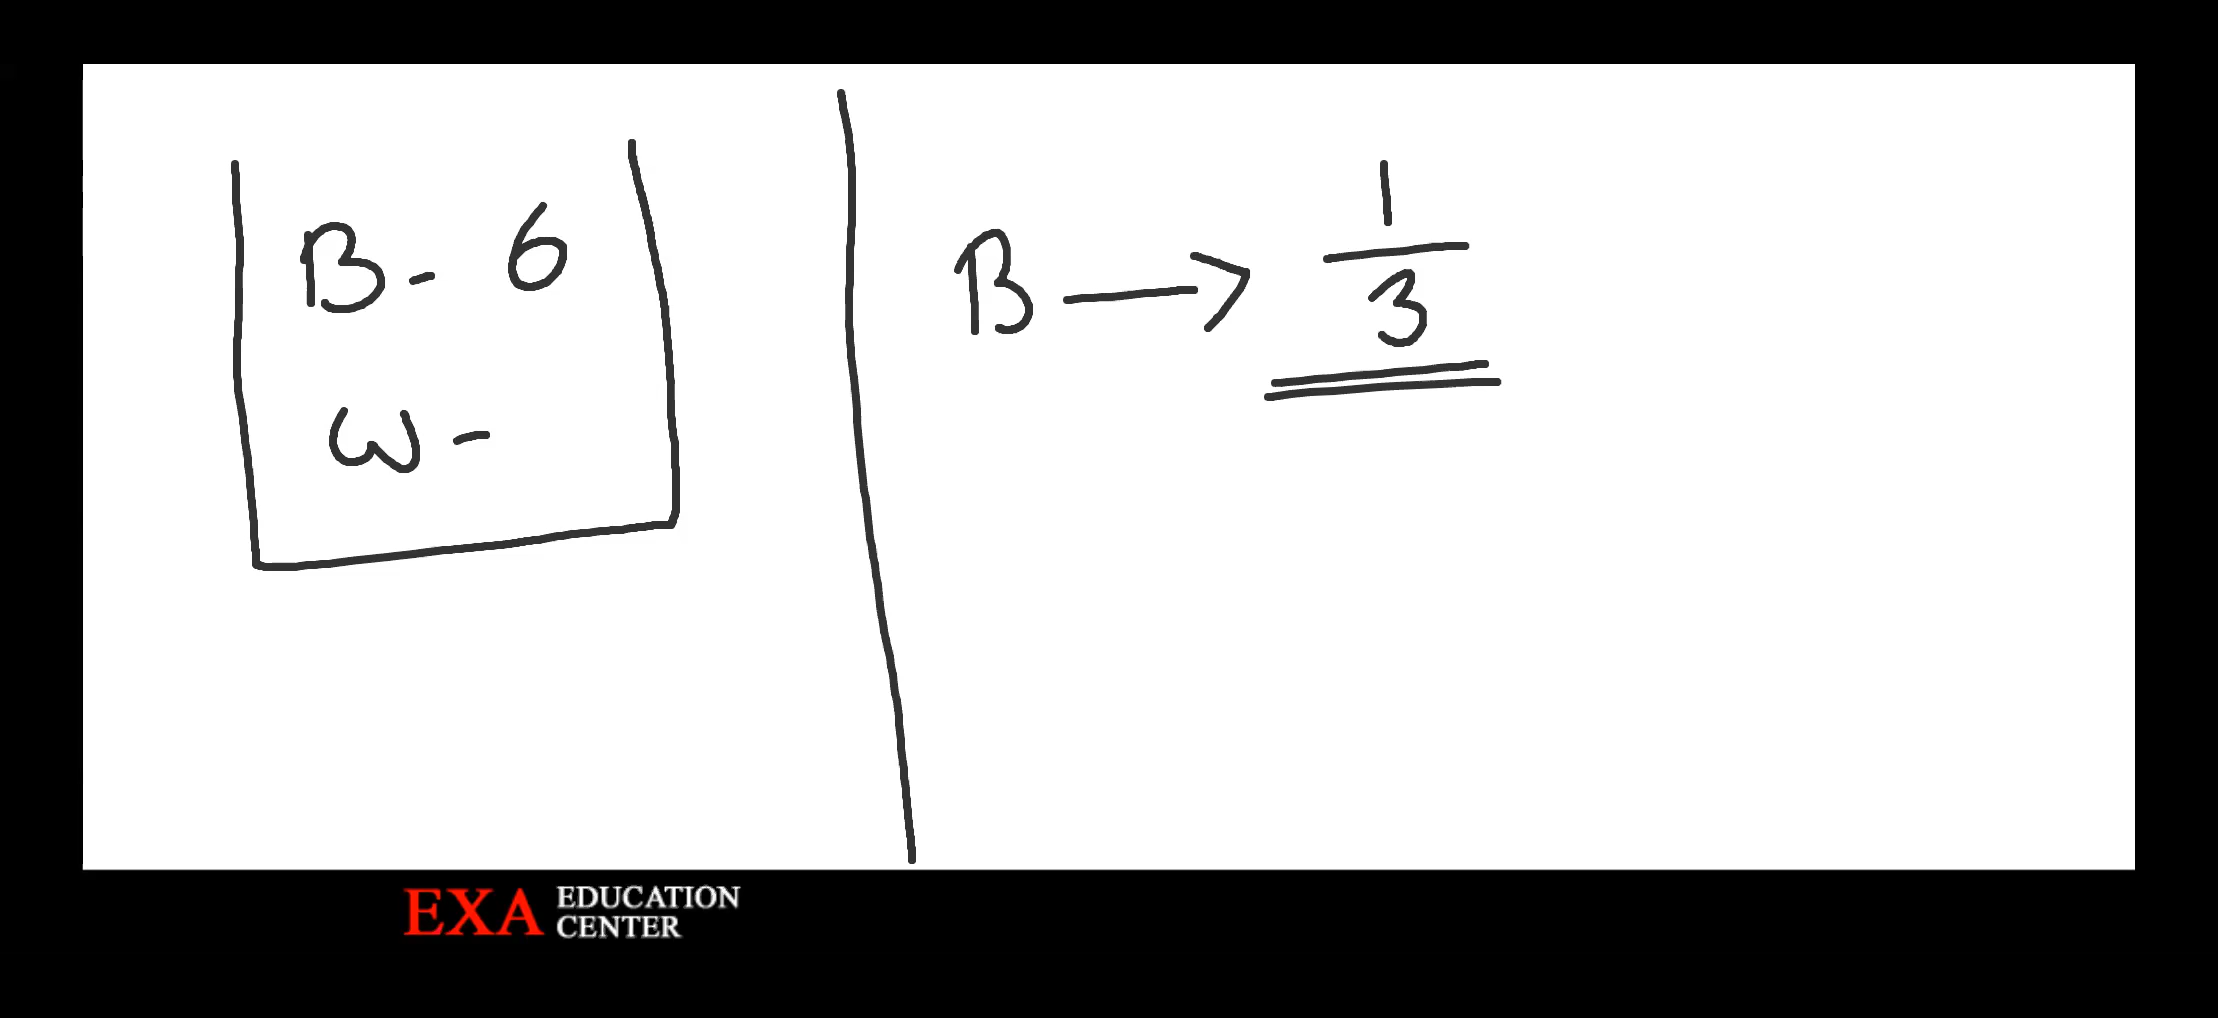 B - 6
W -
B → 1/3
EXA EDUCATION CENTER